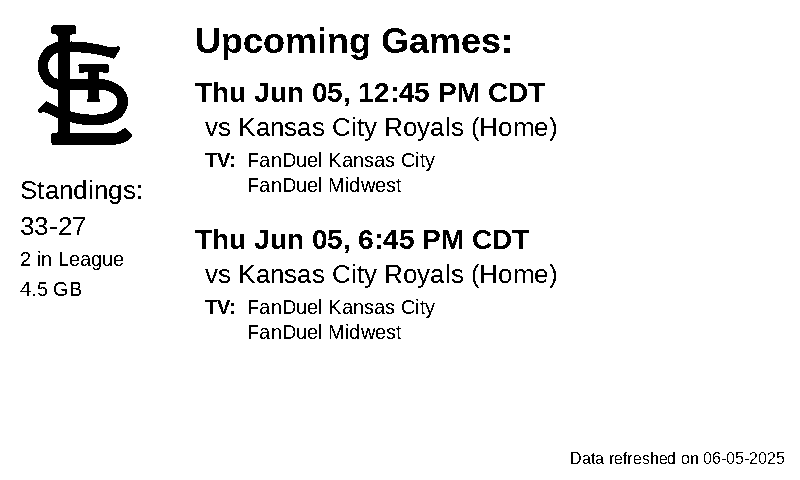 STL
Standings:
33-27
2 in League
4.5 GB
Upcoming Games:
Thu Jun 05, 12:45 PM CDT
vs Kansas City Royals (Home)
TV: FanDuel Kansas City
FanDuel Midwest
Thu Jun 05, 6:45 PM CDT
vs Kansas City Royals (Home)
TV: FanDuel Kansas City
FanDuel Midwest
Data refreshed on 06-05-2025